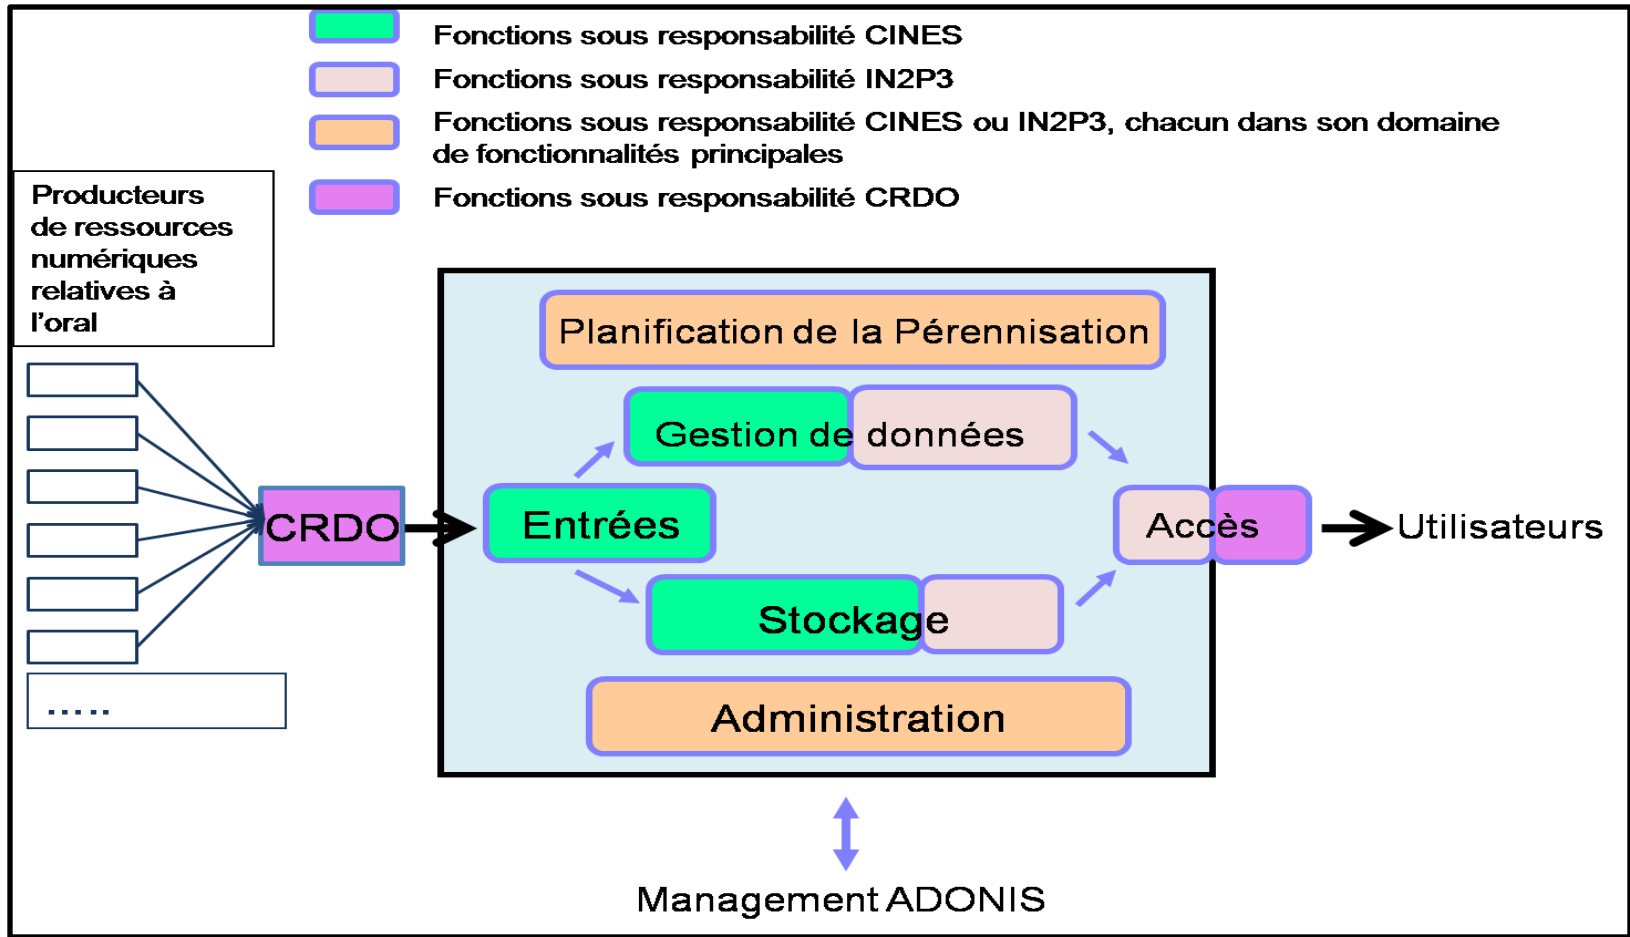 Fonctions sous responsabilité CINES
Fonctions sous responsabilité IN2P3
Fonctions sous responsabilité CINES ou IN2P3, chacun dans son domaine
de fonctionnalités principales
Fonctions sous responsabilité CRDO
Producteurs
de ressources
numériques
relatives à
l'oral
Planification de la Pérennisation
Gestion de données
CRDO
Entrées
Accès
Utilisateurs
Stockage
.....
Administration
Management ADONIS